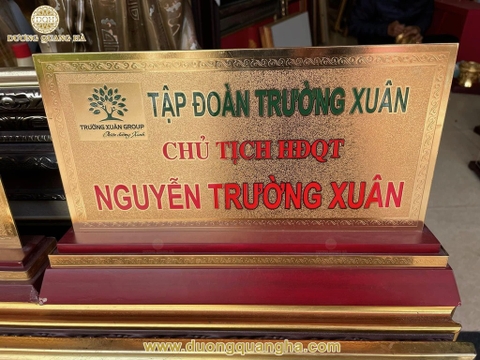 DƯƠNG QUANG HÀ
DQH
TẬP ĐOÀN TRƯỜNG XUÂN
TRƯỜNG XUÂN GROUP
CHỦ TỊCH HĐQT
NGUYỄN TRƯỜNG XUÂN
www.duongquangha.com